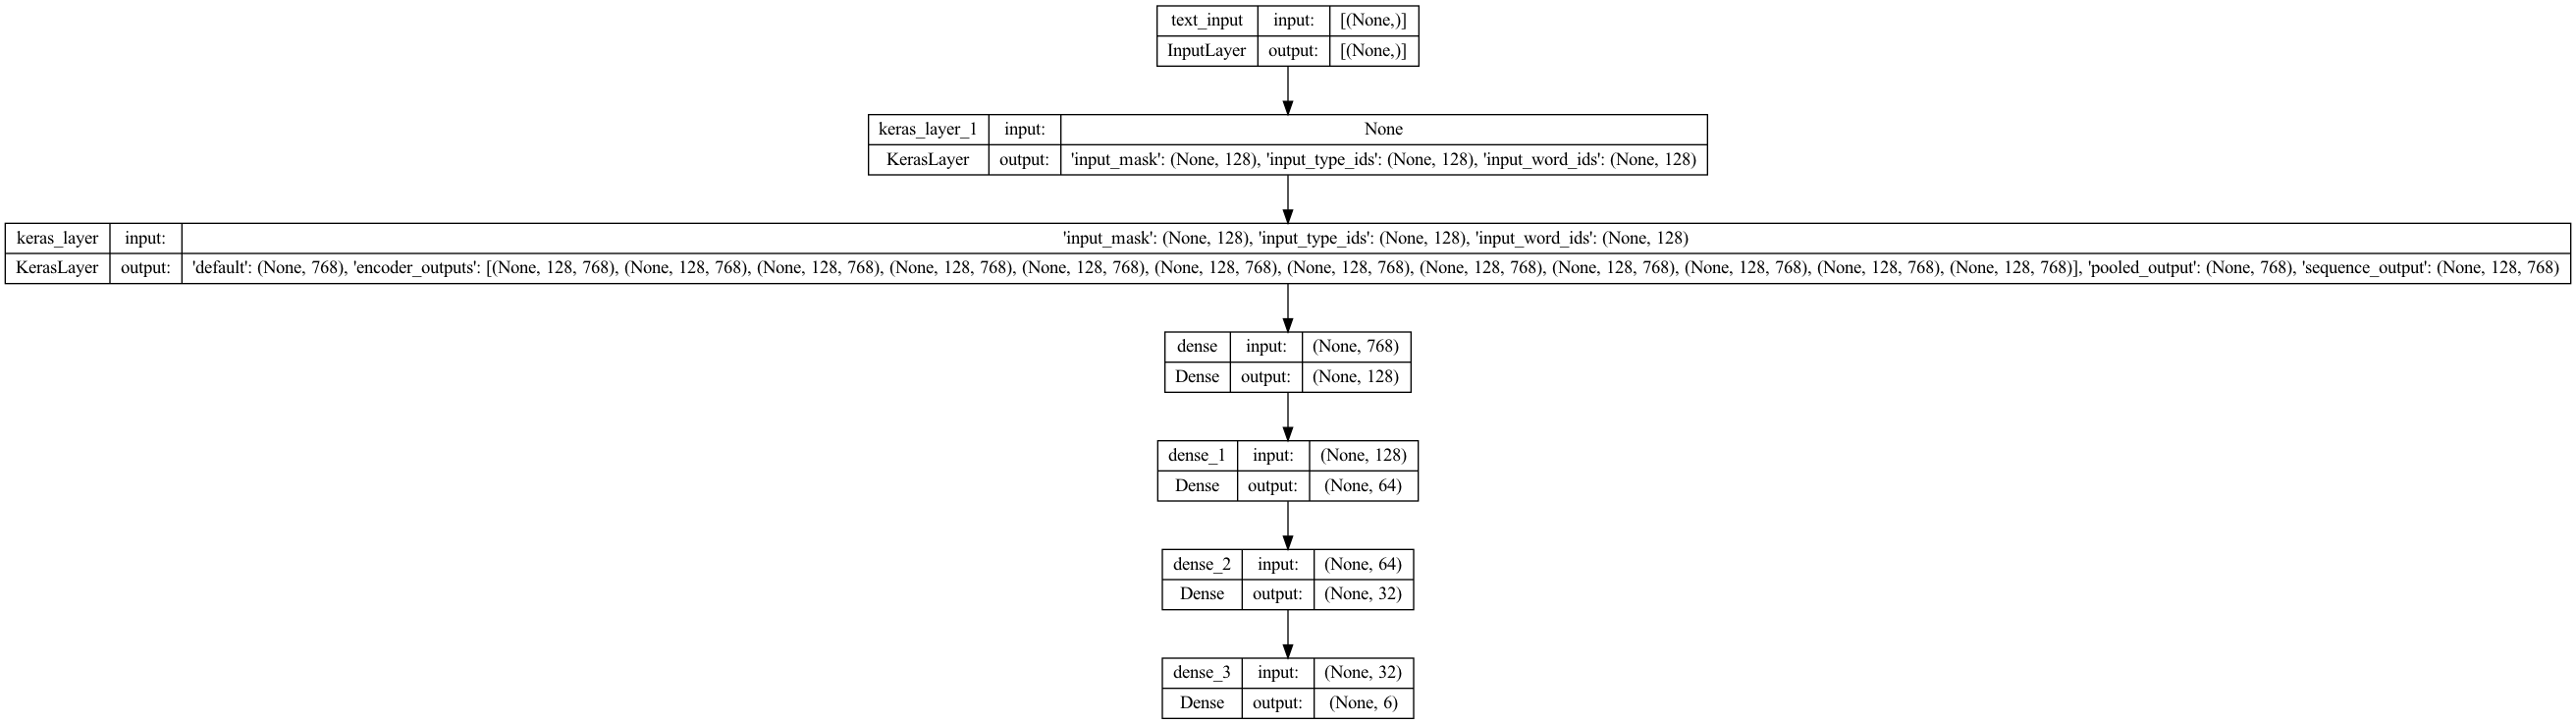 text_input input: [(None,)]
InputLayer output: [(None,)]
keras_layer_1 input: None
KerasLayer output: 'input_mask': (None, 128), 'input_type_ids': (None, 128), 'input_word_ids': (None, 128)
keras_layer input: 'input_mask': (None, 128), 'input_type_ids': (None, 128), 'input_word_ids': (None, 128)
KerasLayer output: 'default': (None, 768), 'encoder_outputs': [(None, 128, 768), (None, 128, 768), (None, 128, 768), (None, 128, 768), (None, 128, 768), (None, 128, 768), (None, 128, 768), (None, 128, 768), (None, 128, 768), (None, 128, 768), (None, 128, 768), (None, 128, 768)], 'pooled_output': (None, 768), 'sequence_output': (None, 128, 768)
dense input: (None, 768)
Dense output: (None, 128)
dense_1 input: (None, 128)
Dense output: (None, 64)
dense_2 input: (None, 64)
Dense output: (None, 32)
dense_3 input: (None, 32)
Dense output: (None, 6)